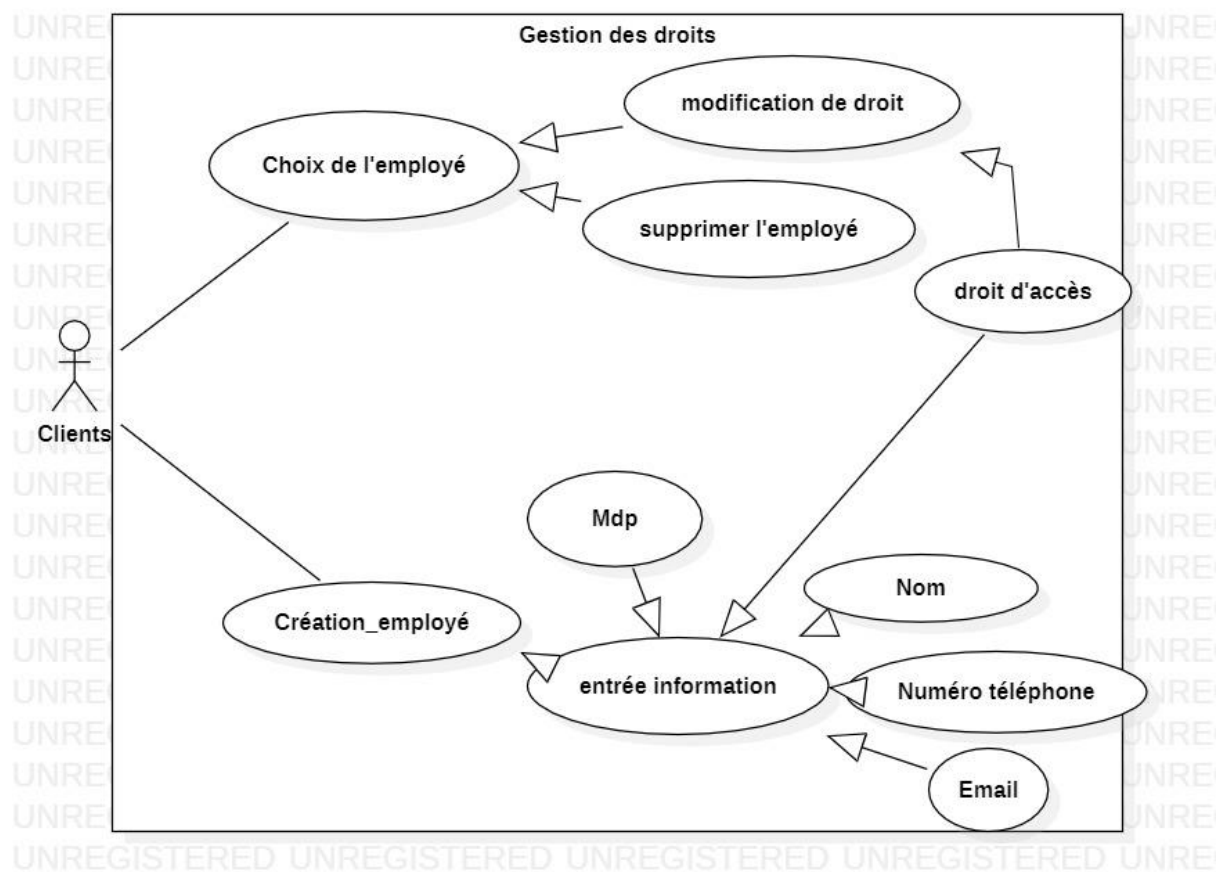 Gestion des droits
modification de droit
Choix de l'employé
supprimer l'employé
droit d'accès
Clients
Mdp
Nom
Création_employé
entrée information
Numéro téléphone
Email
UNREGISTERED UNREGISTERED UNREGISTERED UNREGISTERED UNRE